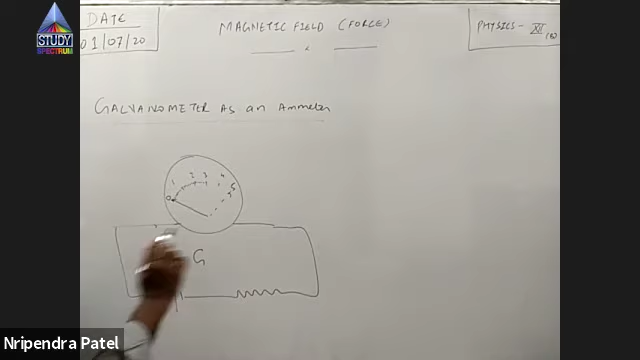 STUDY
SPECTRUM
DATE
01/07/20
MAGNETIC FIELD (FORCE)
PHYSICS - XII
GALVANOMETER AS an Ammeter
0 1 2 3 4 5
G
Nripendra Patel